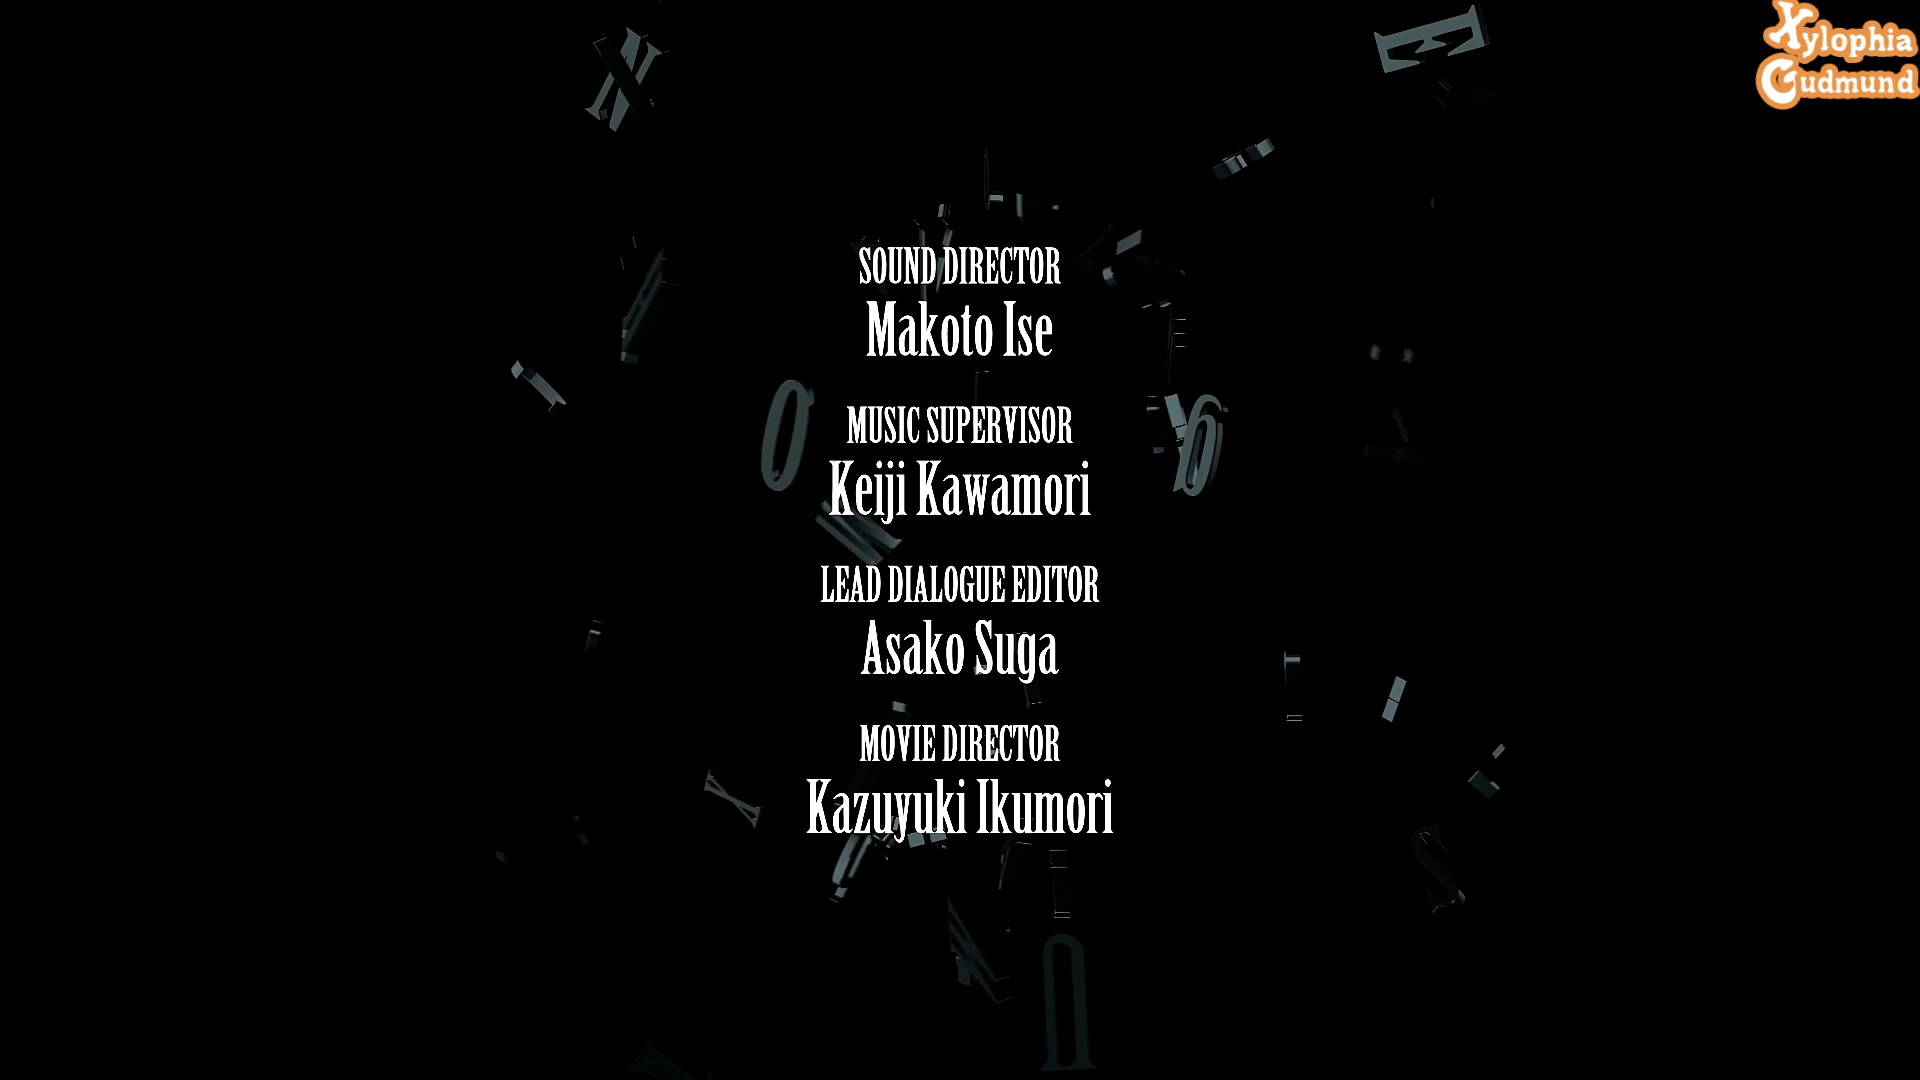 Xylophia
Gudmund
SOUND DIRECTOR
Makoto Ise
MUSIC SUPERVISOR
Keiji Kawamori
LEAD DIALOGUE EDITOR
Asako Suga
MOVIE DIRECTOR
Kazuyuki Ikumori